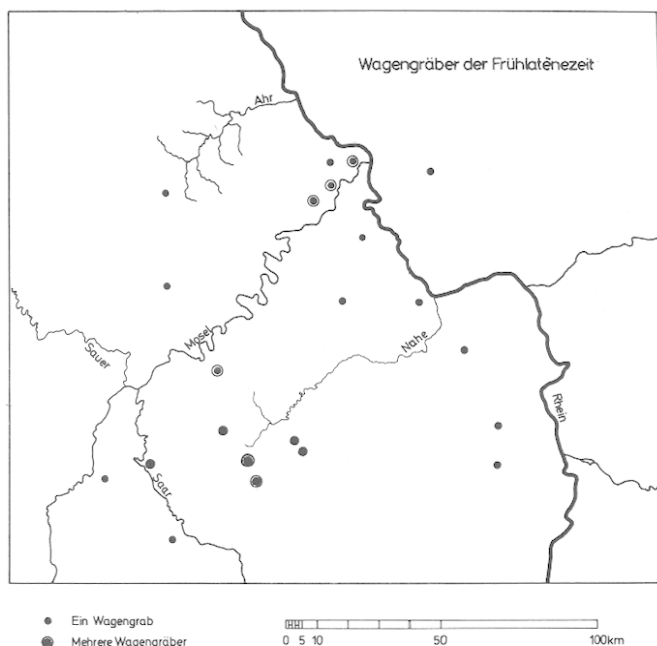 Wagengräber der Frühlatènezeit
Ahr
Mosel
Sauer
Nahe
Rhein
Saar
Ein Wagengrab
Mehrere Wagengräber
0 5 10 50 100km